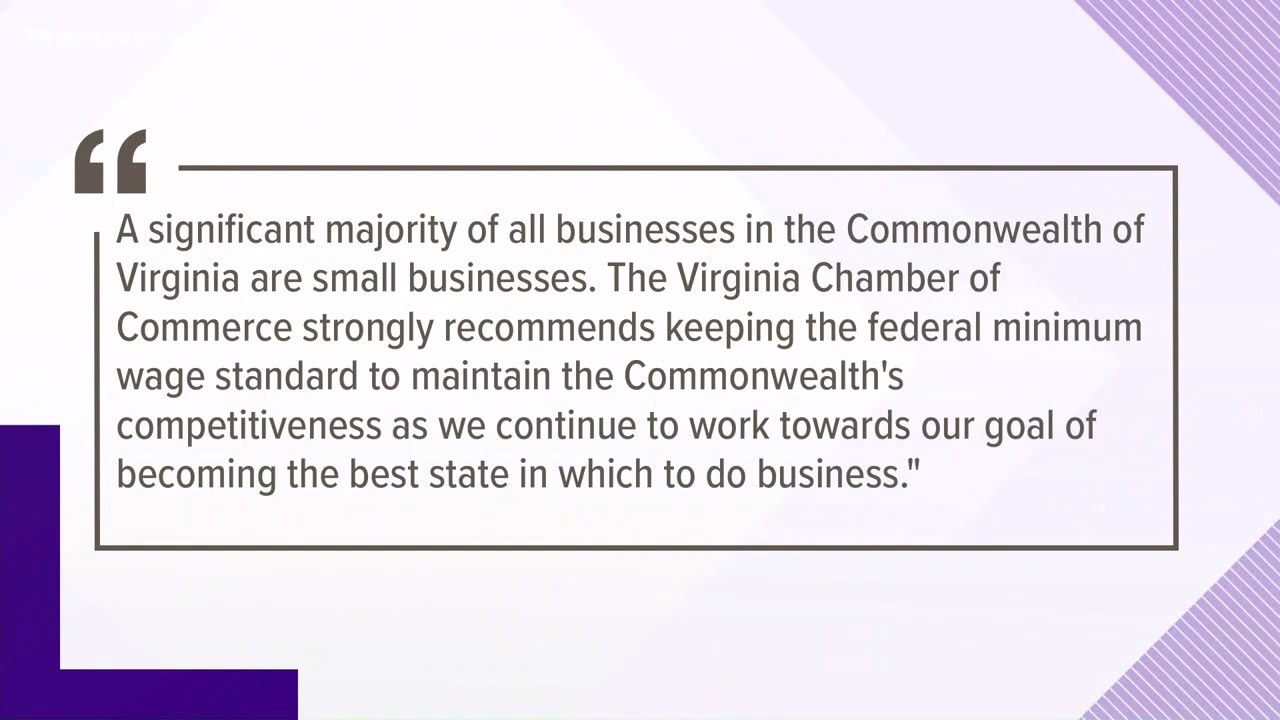 “
A significant majority of all businesses in the Commonwealth of
Virginia are small businesses. The Virginia Chamber of
Commerce strongly recommends keeping the federal minimum
wage standard to maintain the Commonwealth's
competitiveness as we continue to work towards our goal of
becoming the best state in which to do business."